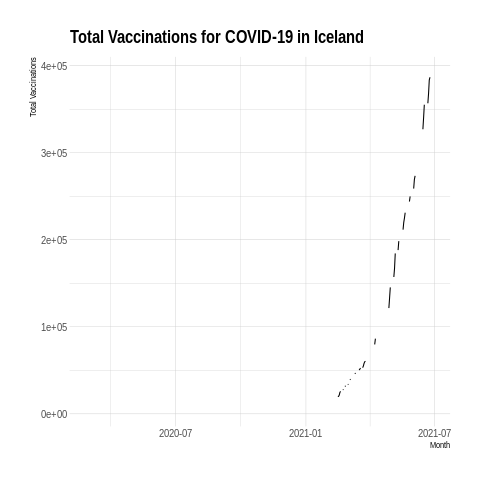 Total Vaccinations for COVID-19 in Iceland
Total Vaccinations
4e+05
3e+05
2e+05
1e+05
0e+00
2020-07
2021-01
2021-07
Month